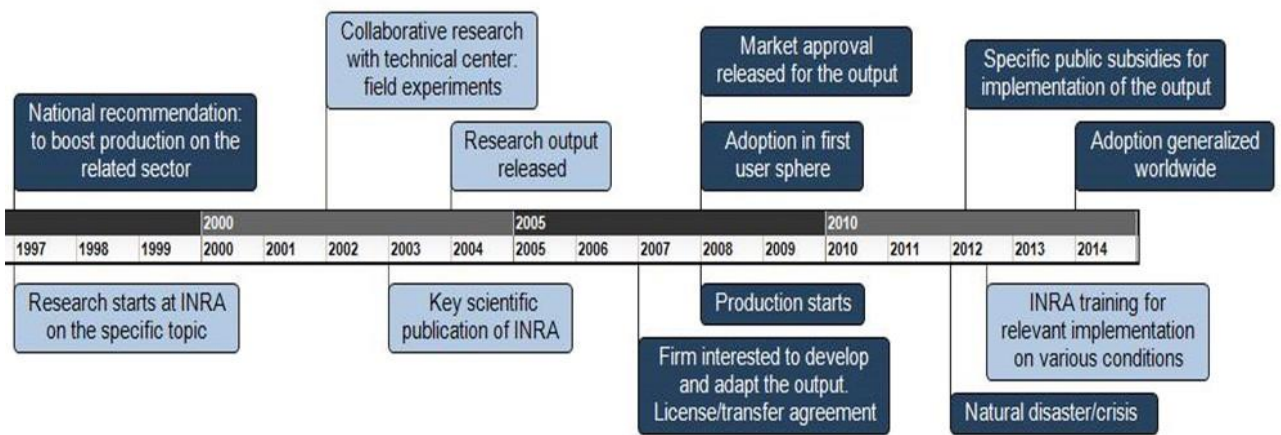 Collaborative research
with technical center:
field experiments
Market approval
released for the output
Specific public subsidies for
implementation of the output
National recommendation:
to boost production on the
related sector
Research output
released
Adoption in first
user sphere
Adoption generalized
worldwide
2000 2005 2010
1997 1998 1999 2000 2001 2002 2003 2004 2005 2006 2007 2008 2009 2010 2011 2012 2013 2014
Research starts at INRA
on the specific topic
Key scientific
publication of INRA
Production starts
INRA training for
relevant implementation
on various conditions
Firm interested to develop
and adapt the output.
License/transfer agreement
Natural disaster/crisis